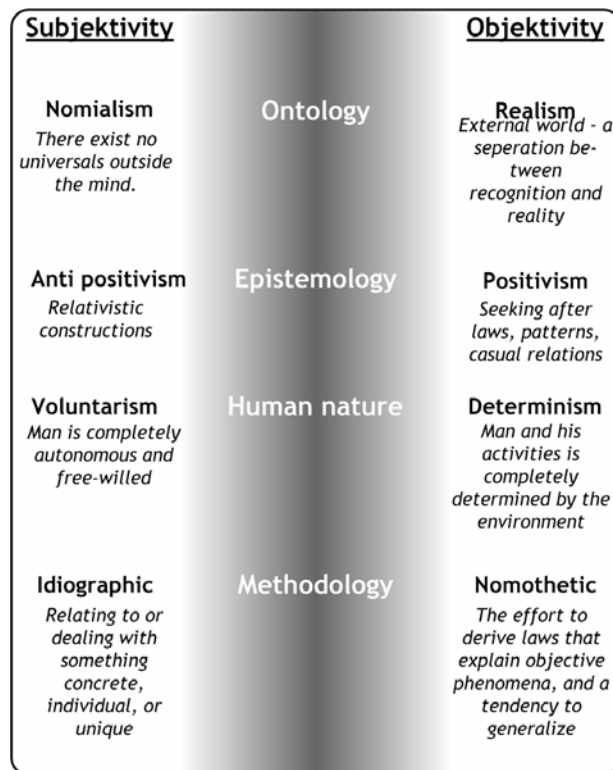 Subjektivity
Objektivity
Nomialism
There exist no
universals outside
the mind.
Ontology
Realism
External world - a
seperation be-
tween
recognition and
reality
Anti positivism
Relativistic
constructions
Epistemology
Positivism
Seeking after
laws, patterns,
casual relations
Voluntarism
Man is completely
autonomous and
free-willed
Human nature
Determinism
Man and his
activities is
completely
determined by the
environment
Idiographic
Relating to or
dealing with
something
concrete,
individual, or
unique
Methodology
Nomothetic
The effort to
derive laws that
explain objective
phenomena, and a
tendency to
generalize